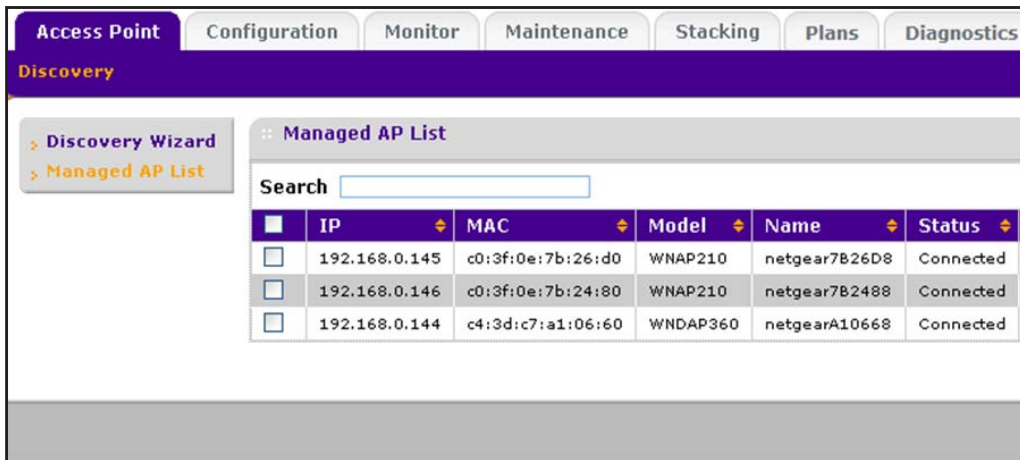 Access Point Configuration Monitor Maintenance Stacking Plans Diagnostics
Discovery
Discovery Wizard
Managed AP List
Managed AP List
Search
IP MAC Model Name Status
192.168.0.145 c0:3f:0e:7b:26:d0 WNAP210 netgear7B26D8 Connected
192.168.0.146 c0:3f:0e:7b:24:80 WNAP210 netgear7B2488 Connected
192.168.0.144 c4:3d:c7:a1:06:60 WNDAP360 netgearA10668 Connected